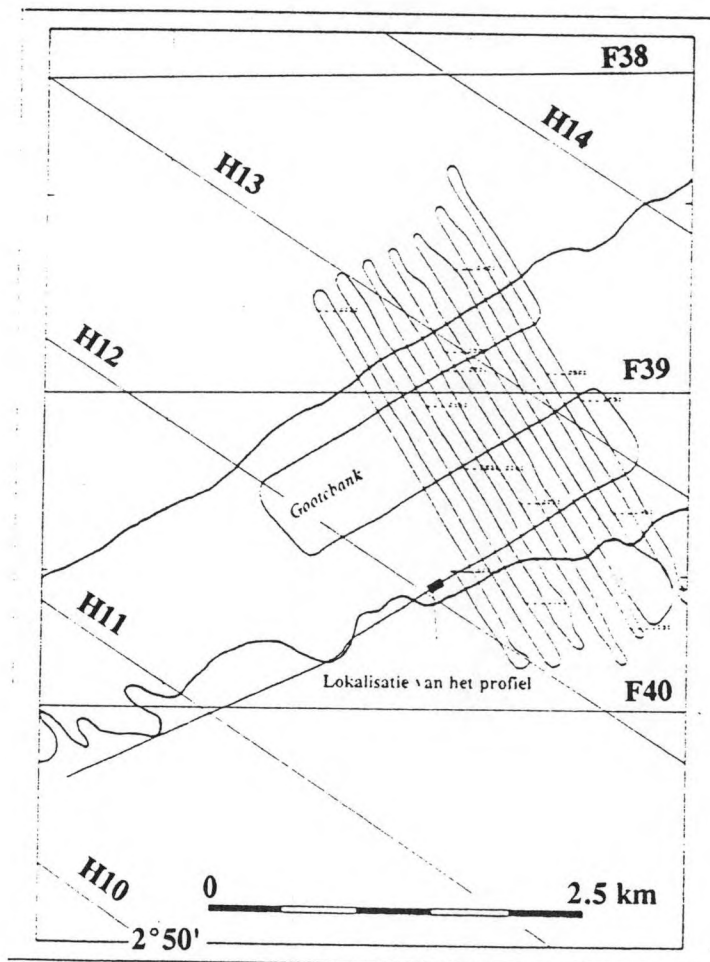 F38
H14
H13
H12
F39
Gootebank
H11
Lokalisatie van het profiel
F40
H10
0
2.5 km
2°50'